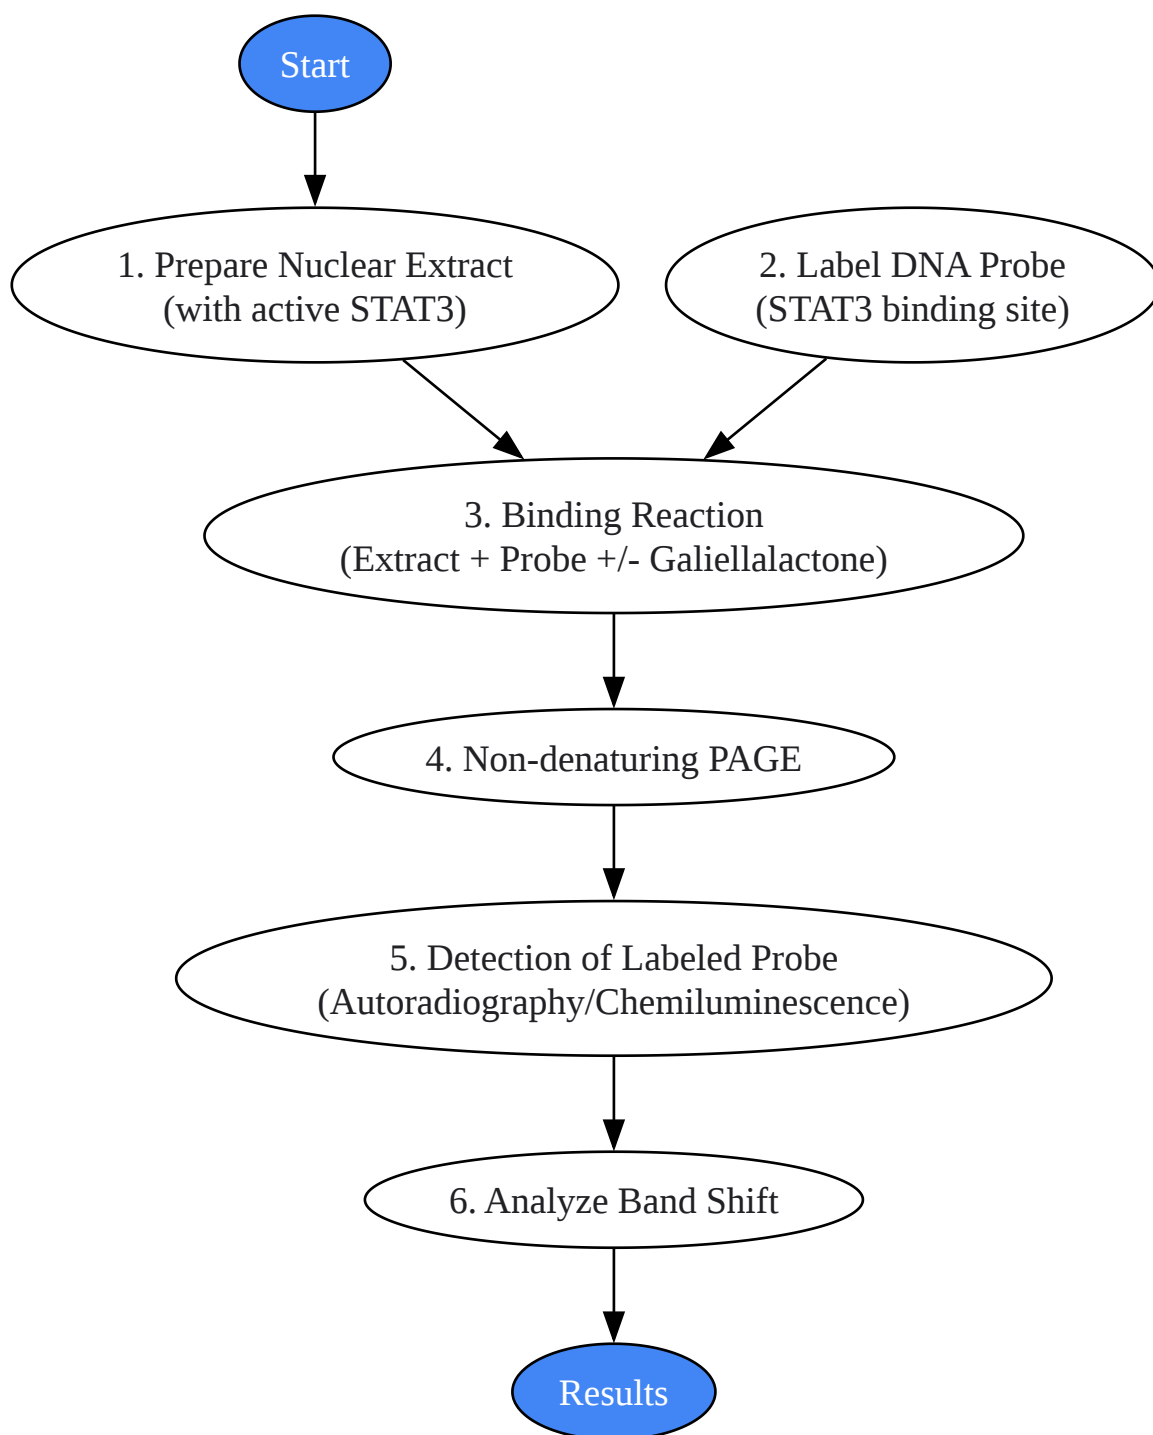 Start
1. Prepare Nuclear Extract
(with active STAT3)
2. Label DNA Probe
(STAT3 binding site)
3. Binding Reaction
(Extract + Probe +/- Galiellalactone)
4. Non-denaturing PAGE
5. Detection of Labeled Probe
(Autoradiography/Chemiluminescence)
6. Analyze Band Shift
Results